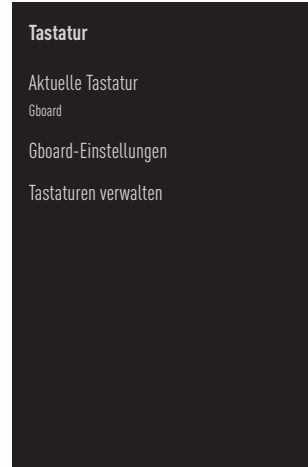 Tastatur
Aktuelle Tastatur
Gboard
Gboard-Einstellungen
Tastaturen verwalten